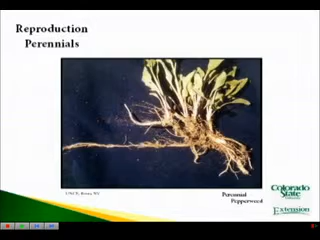 Reproduction
Perennials
Perennial
Pepperweed
Colorado
State
Extension